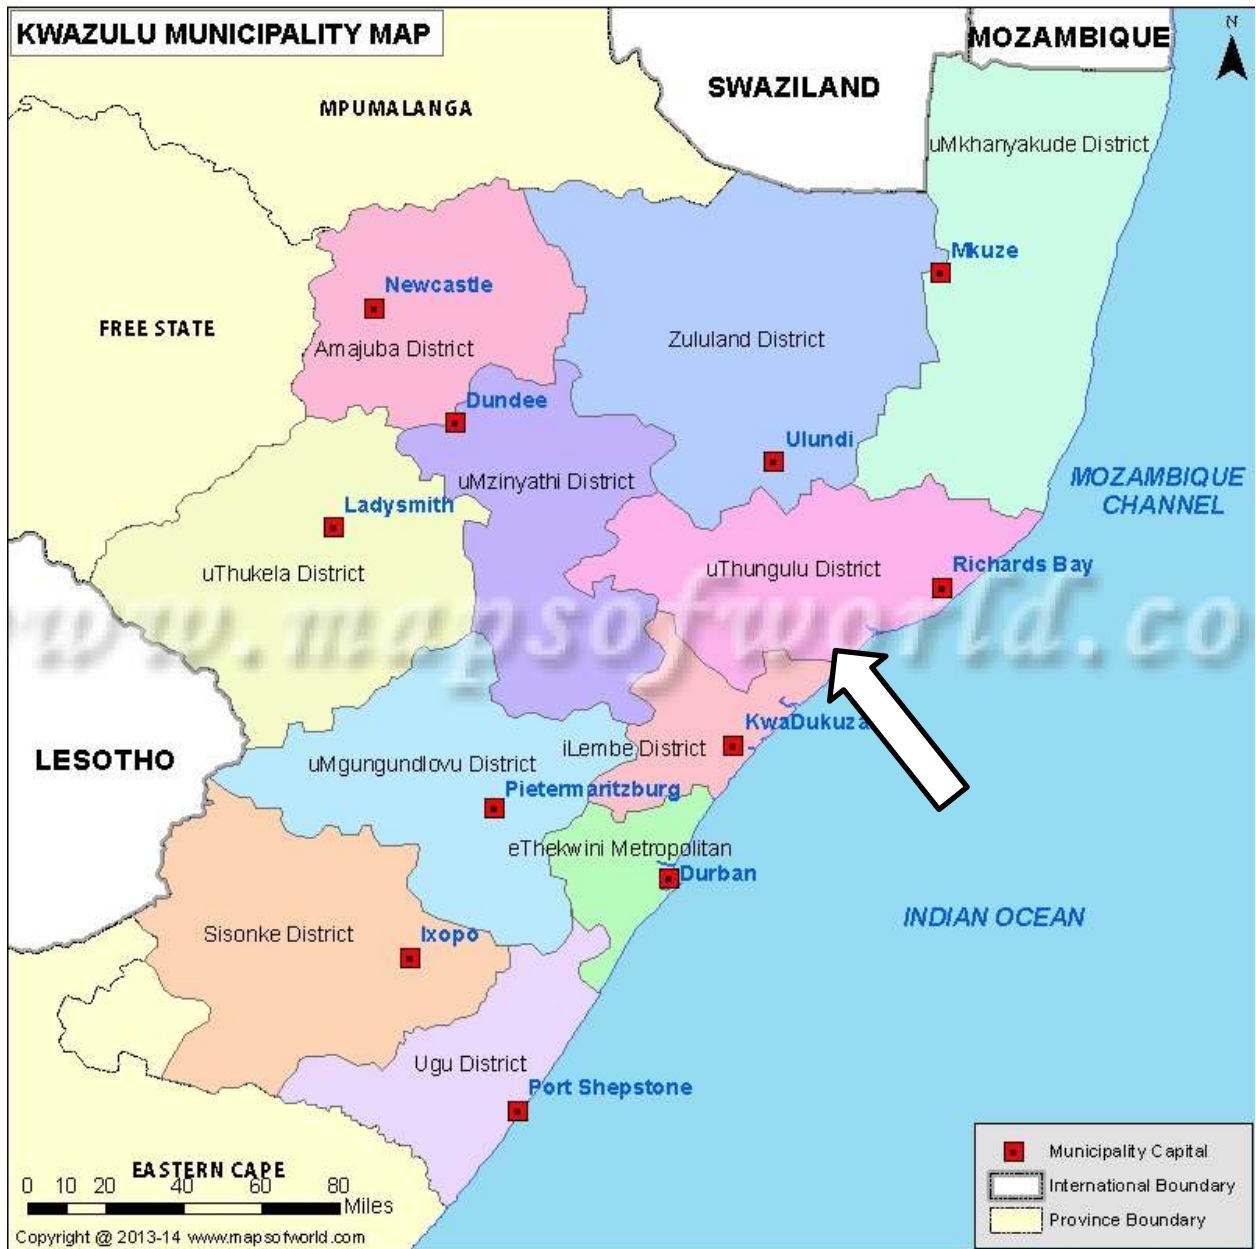 KWAZULU MUNICIPALITY MAP
N
MOZAMBIQUE
SWAZILAND
MPUMALANGA
uMkhanyakude District
Mkuze
Newcastle
FREE STATE
Zululand District
Amajuba District
Dundee
Ulundi
uMzinyathi District
MOZAMBIQUE
CHANNEL
Ladysmith
uThukela District
uThungulu District
Richards Bay
www.mapsofworld.co
KwaDukuza
iLembe District
LESOTHO
uMgungundlovu District
Pietermaritzburg
eThekwini Metropolitan
Durban
INDIAN OCEAN
Sisonke District
Ixopo
Ugu District
Port Shepstone
EASTERN CAPE
0 10 20 40 60 80
Miles
Copyright @ 2013-14 www.mapsofworld.com
Municipality Capital
International Boundary
Province Boundary